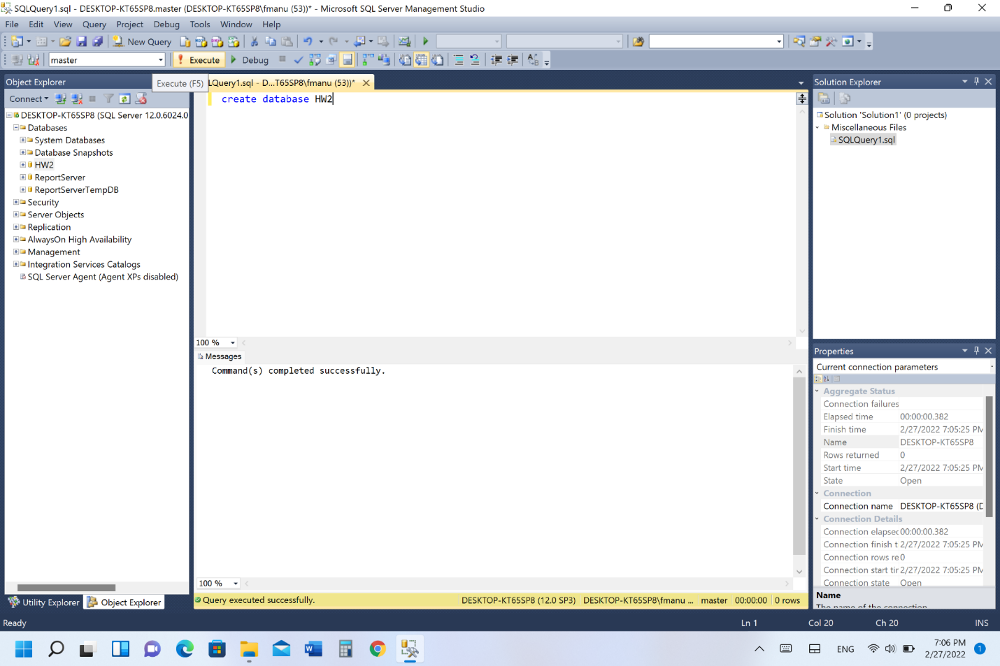 SQLQuery1.sql - DESKTOP-KT65SP8.master (DESKTOP-KT65SP8\fmanu (53))* - Microsoft SQL Server Management Studio
File Edit View Query Project Debug Tools Window Help
New Query
master
Execute
Debug
Object Explorer
Execute (F5)
LQuery1.sql - D...T65SP8\fmanu (53))*
Connect
DESKTOP-KT65SP8 (SQL Server 12.0.6024.0
Databases
System Databases
Database Snapshots
HW2
ReportServer
ReportServerTempDB
Security
Server Objects
Replication
AlwaysOn High Availability
Management
Integration Services Catalogs
SQL Server Agent (Agent XPs disabled)
Utility Explorer
Object Explorer
create database HW2
100 %
Messages
Command(s) completed successfully.
100 %
Query executed successfully.
DESKTOP-KT65SP8 (12.0 SP3)
DESKTOP-KT65SP8\fmanu ...
master
00:00:00
0 rows
Solution Explorer
Solution 'Solution1' (0 projects)
Miscellaneous Files
SQLQuery1.sql
Properties
Current connection parameters
Aggregate Status
Connection failures
Elapsed time 00:00:00.382
Finish time 2/27/2022 7:05:25 PM
Name DESKTOP-KT65SP8
Rows returned 0
Start time 2/27/2022 7:05:25 PM
State Open
Connection
Connection name DESKTOP-KT65SP8 (D
Connection Details
Connection elapsec 00:00:00.382
Connection finish t 2/27/2022 7:05:25 PM
Connection rows re 0
Connection start tir 2/27/2022 7:05:25 PM
Connection state Open
Name
The name of the connection.
Ready
Ln 1
Col 20
Ch 20
INS
ENG
7:06 PM
2/27/2022
1